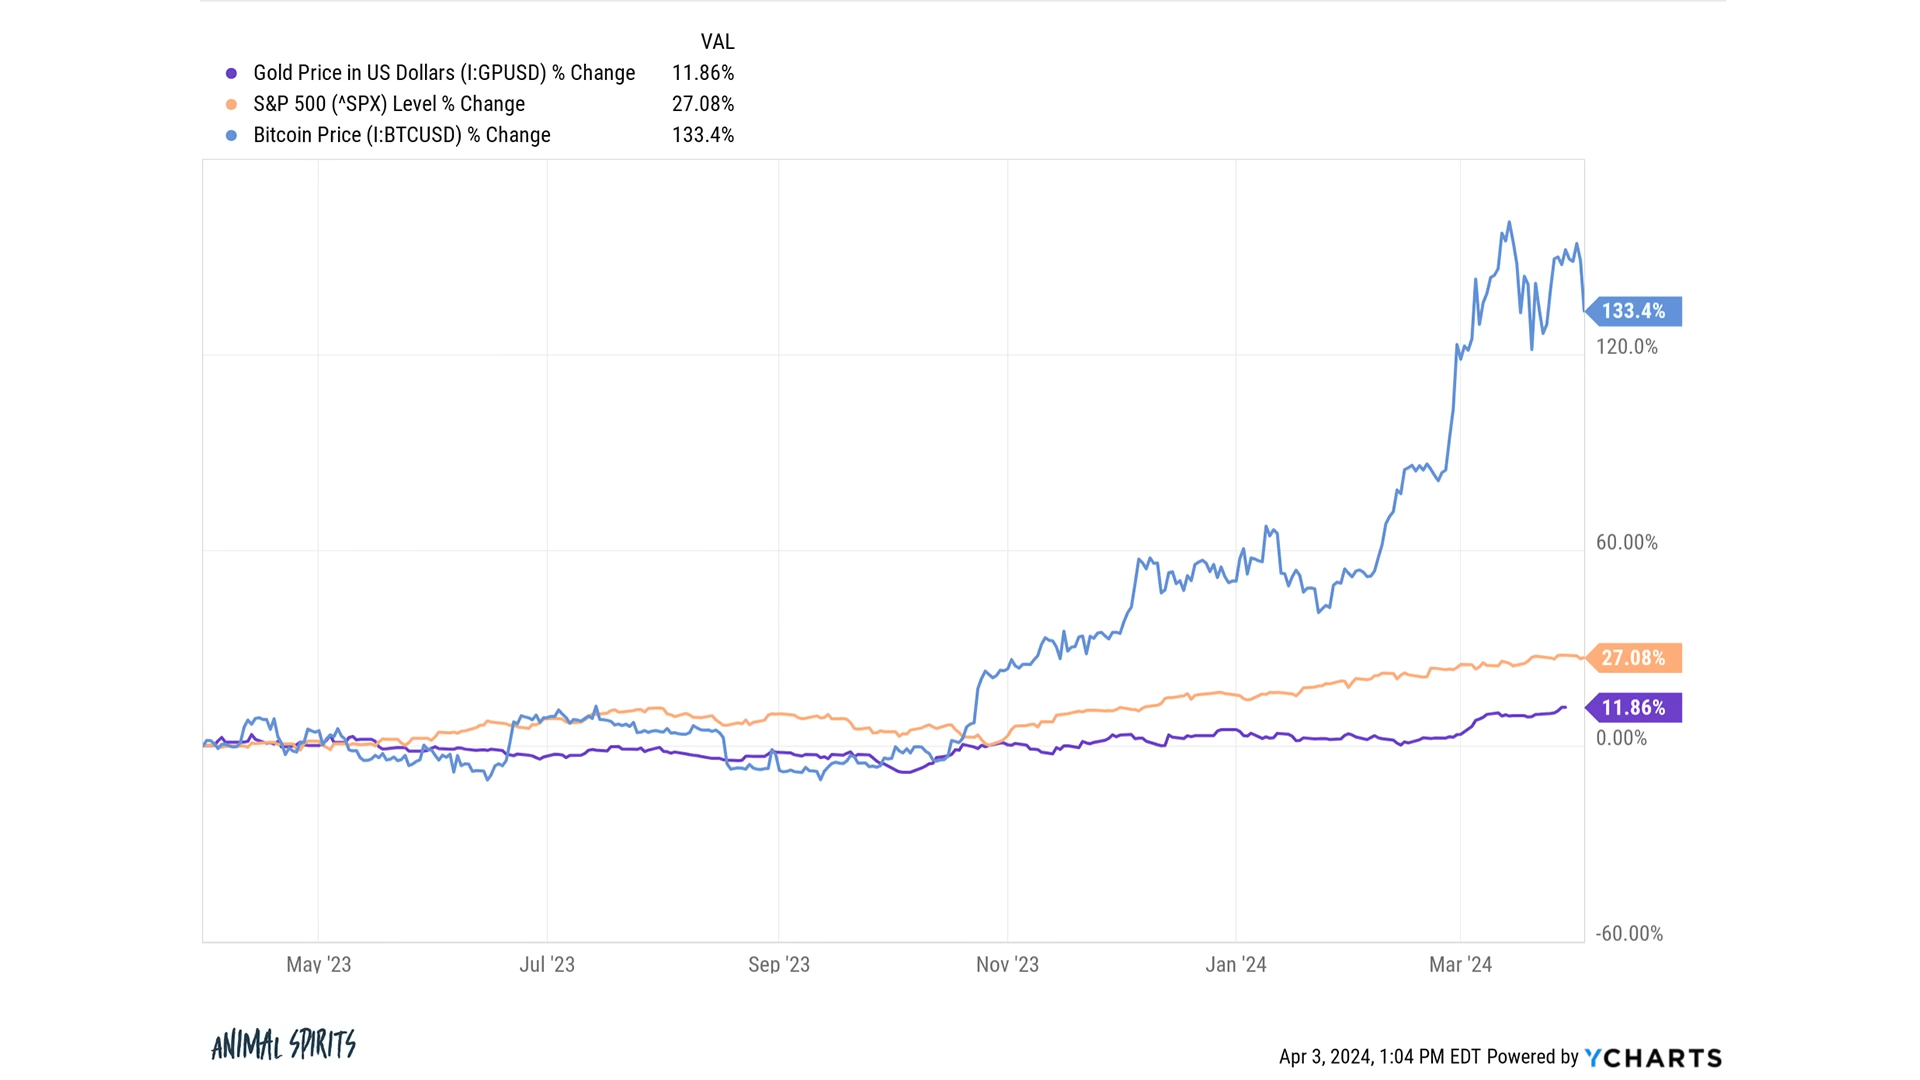 VAL
Gold Price in US Dollars (I:GPUSD) % Change 11.86%
S&P 500 (^SPX) Level % Change 27.08%
Bitcoin Price (I:BTCUSD) % Change 133.4%
133.4%
120.0%
60.00%
27.08%
11.86%
0.00%
-60.00%
May '23 Jul '23 Sep '23 Nov '23 Jan '24 Mar '24
ANIMAL SPIRITS
Apr 3, 2024, 1:04 PM EDT Powered by YCHARTS